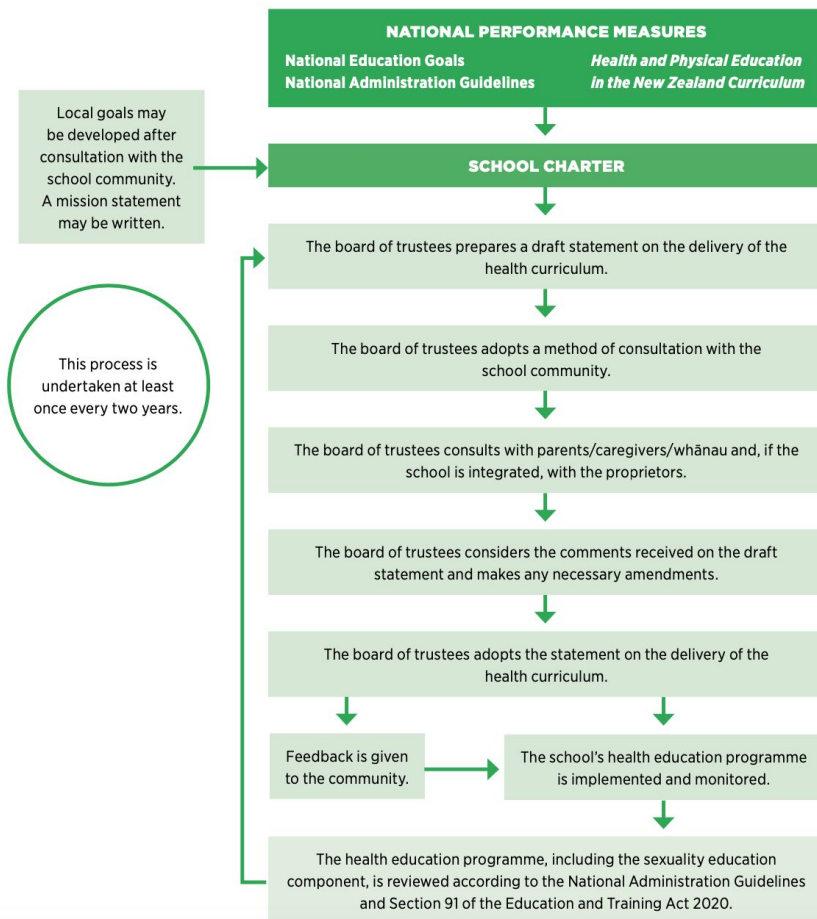 NATIONAL PERFORMANCE MEASURES
National Education Goals
National Administration Guidelines
Health and Physical Education
in the New Zealand Curriculum
Local goals may
be developed after
consultation with the
school community.
A mission statement
may be written.
SCHOOL CHARTER
The board of trustees prepares a draft statement on the delivery of the
health curriculum.
This process is
undertaken at least
once every two years.
The board of trustees adopts a method of consultation with the
school community.
The board of trustees consults with parents/caregivers/whānau and, if the
school is integrated, with the proprietors.
The board of trustees considers the comments received on the draft
statement and makes any necessary amendments.
The board of trustees adopts the statement on the delivery of the
health curriculum.
Feedback is given
to the community.
The school’s health education programme
is implemented and monitored.
The health education programme, including the sexuality education
component, is reviewed according to the National Administration Guidelines
and Section 91 of the Education and Training Act 2020.